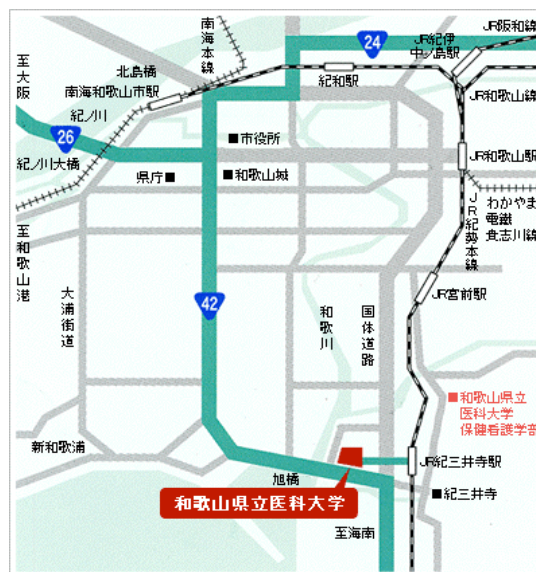 JR阪和線
南海本線
24
JR紀伊
中ノ島駅
至大阪
北島橋
紀和駅
南海和歌山市駅
JR和歌山線
紀ノ川
26
■市役所
紀ノ川大橋
JR和歌山駅
県庁■
■和歌山城
わかやま
電鐵
貴志川線
JR紀勢本線
至和歌山港
大浦街道
42
和歌川
国体道路
JR宮前駅
■和歌山県立
医科大学
保健看護学部
新和歌浦
JR紀三井寺駅
旭橋
■紀三井寺
和歌山県立医科大学
至海南